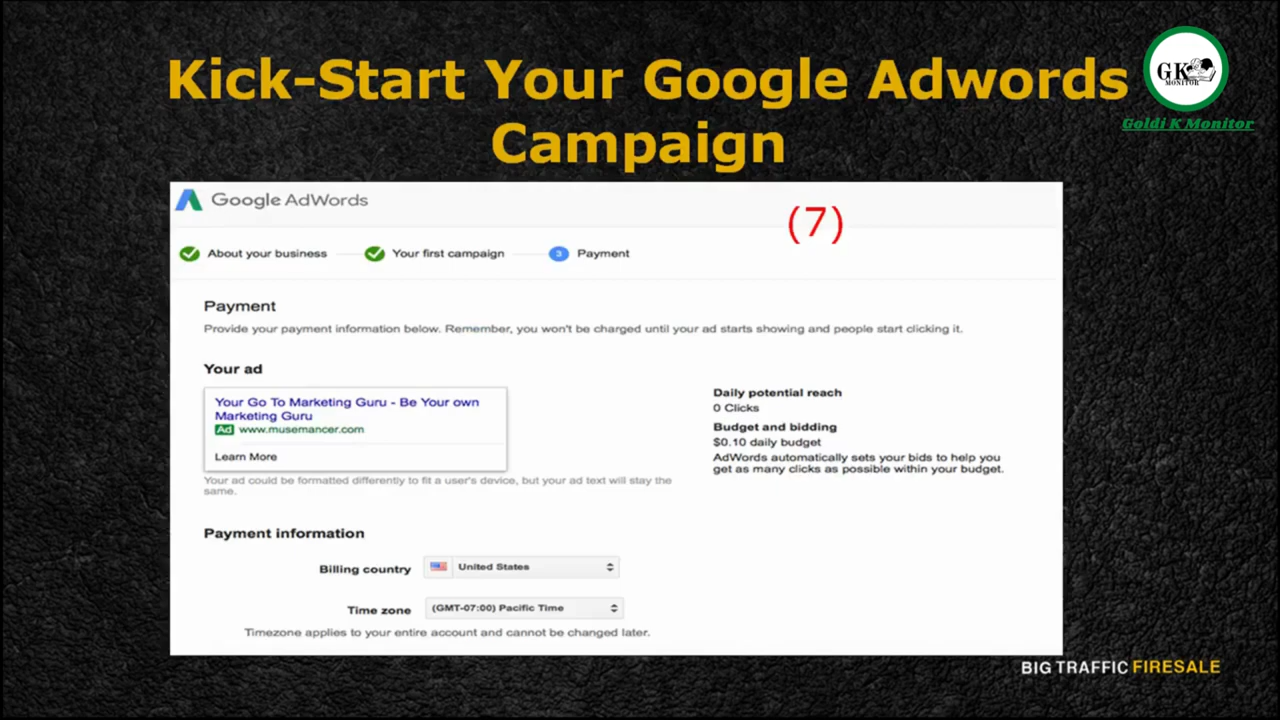 Kick-Start Your Google Adwords
Campaign
GK
MONITOR
Goldi K Monitor
Google AdWords
(7)
About your business
Your first campaign
3
Payment
Payment
Provide your payment information below. Remember, you won't be charged until your ad starts showing and people start clicking it.
Your ad
Your Go To Marketing Guru - Be Your own
Marketing Guru
Ad www.musemancer.com
Learn More
Your ad could be formatted differently to fit a user's device, but your ad text will stay the
same.
Daily potential reach
0 Clicks
Budget and bidding
$0.10 daily budget
AdWords automatically sets your bids to help you
get as many clicks as possible within your budget.
Payment information
Billing country United States
Time zone (GMT-07:00) Pacific Time
Timezone applies to your entire account and cannot be changed later.
BIG TRAFFIC FIRESALE